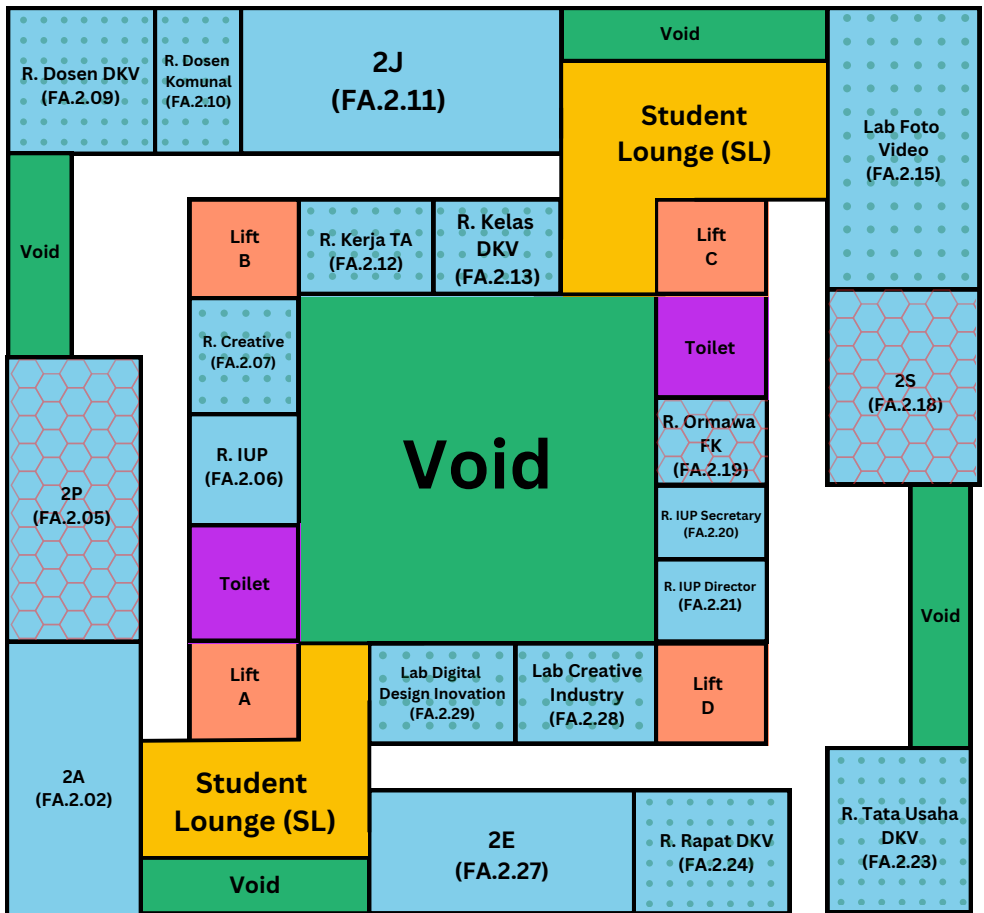 R. Dosen DKV
(FA.2.09)
R. Dosen
Komunal
(FA.2.10)
2J
(FA.2.11)
Void
Student
Lounge (SL)
Lab Foto
Video
(FA.2.15)
Void
Lift
B
R. Kerja TA
(FA.2.12)
R. Kelas
DKV
(FA.2.13)
Lift
C
R. Creative
(FA.2.07)
Toilet
2S
(FA.2.18)
R. IUP
(FA.2.06)
Void
R. Ormawa
FK
(FA.2.19)
2P
(FA.2.05)
R. IUP Secretary
(FA.2.20)
Toilet
R. IUP Director
(FA.2.21)
Void
Lift
A
Lab Digital
Design Inovation
(FA.2.29)
Lab Creative
Industry
(FA.2.28)
Lift
D
2A
(FA.2.02)
Student
Lounge (SL)
Void
2E
(FA.2.27)
R. Rapat DKV
(FA.2.24)
R. Tata Usaha
DKV
(FA.2.23)